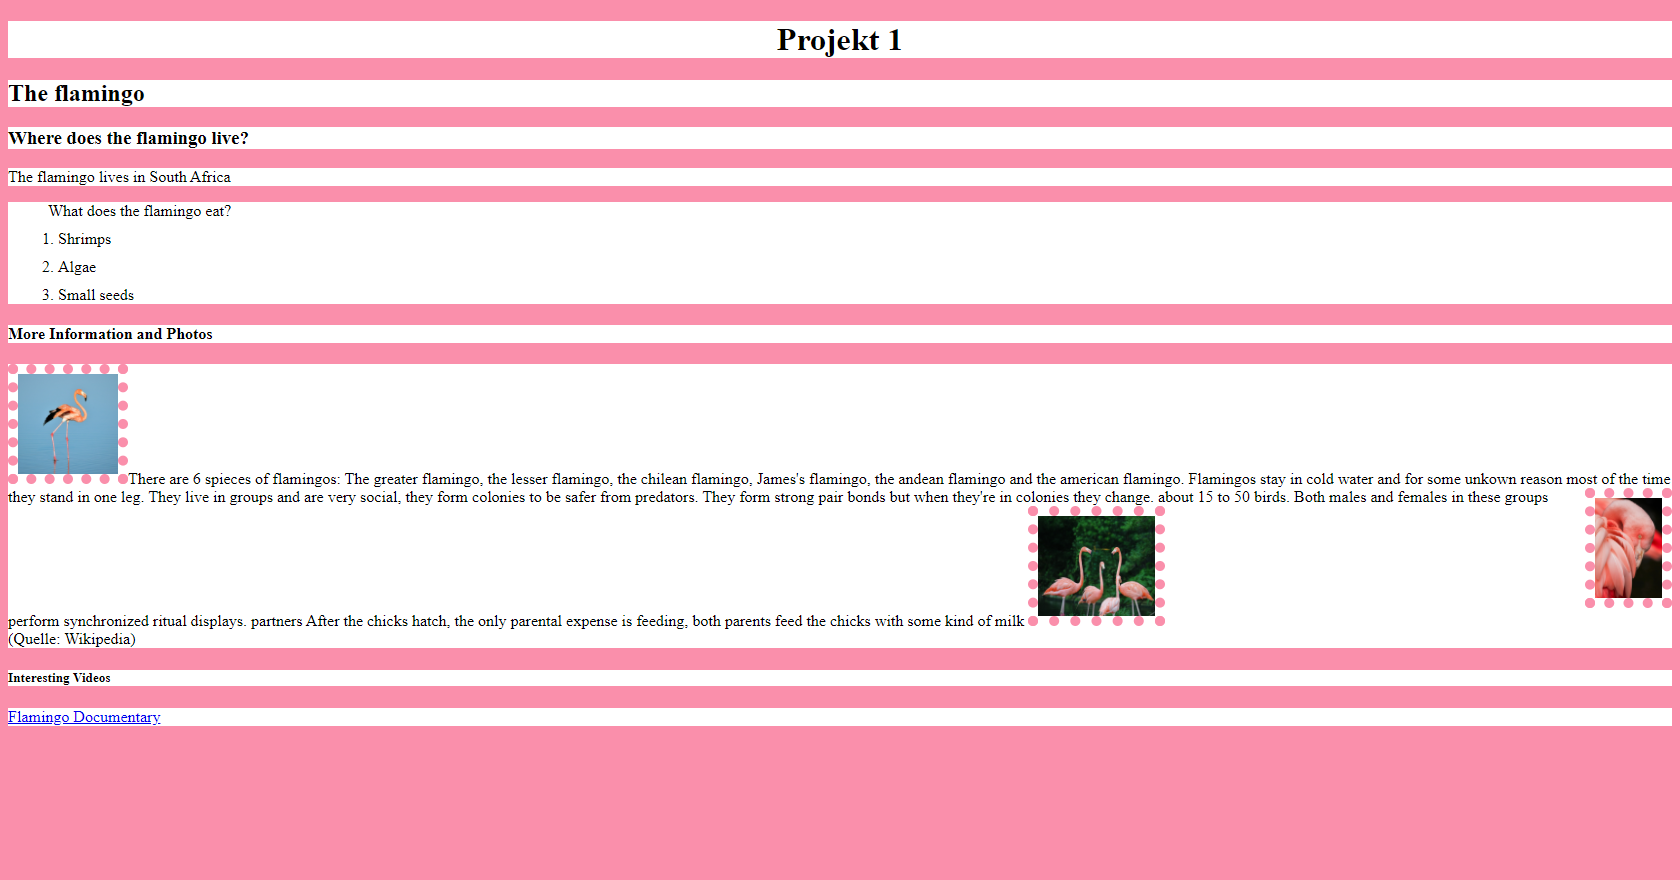 Projekt 1
The flamingo
Where does the flamingo live?
The flamingo lives in South Africa
What does the flamingo eat?
1. Shrimps
2. Algae
3. Small seeds
More Information and Photos
There are 6 spieces of flamingos: The greater flamingo, the lesser flamingo, the chilean flamingo, James's flamingo, the andean flamingo and the american flamingo. Flamingos stay in cold water and for some unkown reason most of the time
they stand in one leg. They live in groups and are very social, they form colonies to be safer from predators. They form strong pair bonds but when they're in colonies they change. about 15 to 50 birds. Both males and females in these groups
perform synchronized ritual displays. partners After the chicks hatch, the only parental expense is feeding, both parents feed the chicks with some kind of milk
(Quelle: Wikipedia)
Interesting Videos
Flamingo Documentary